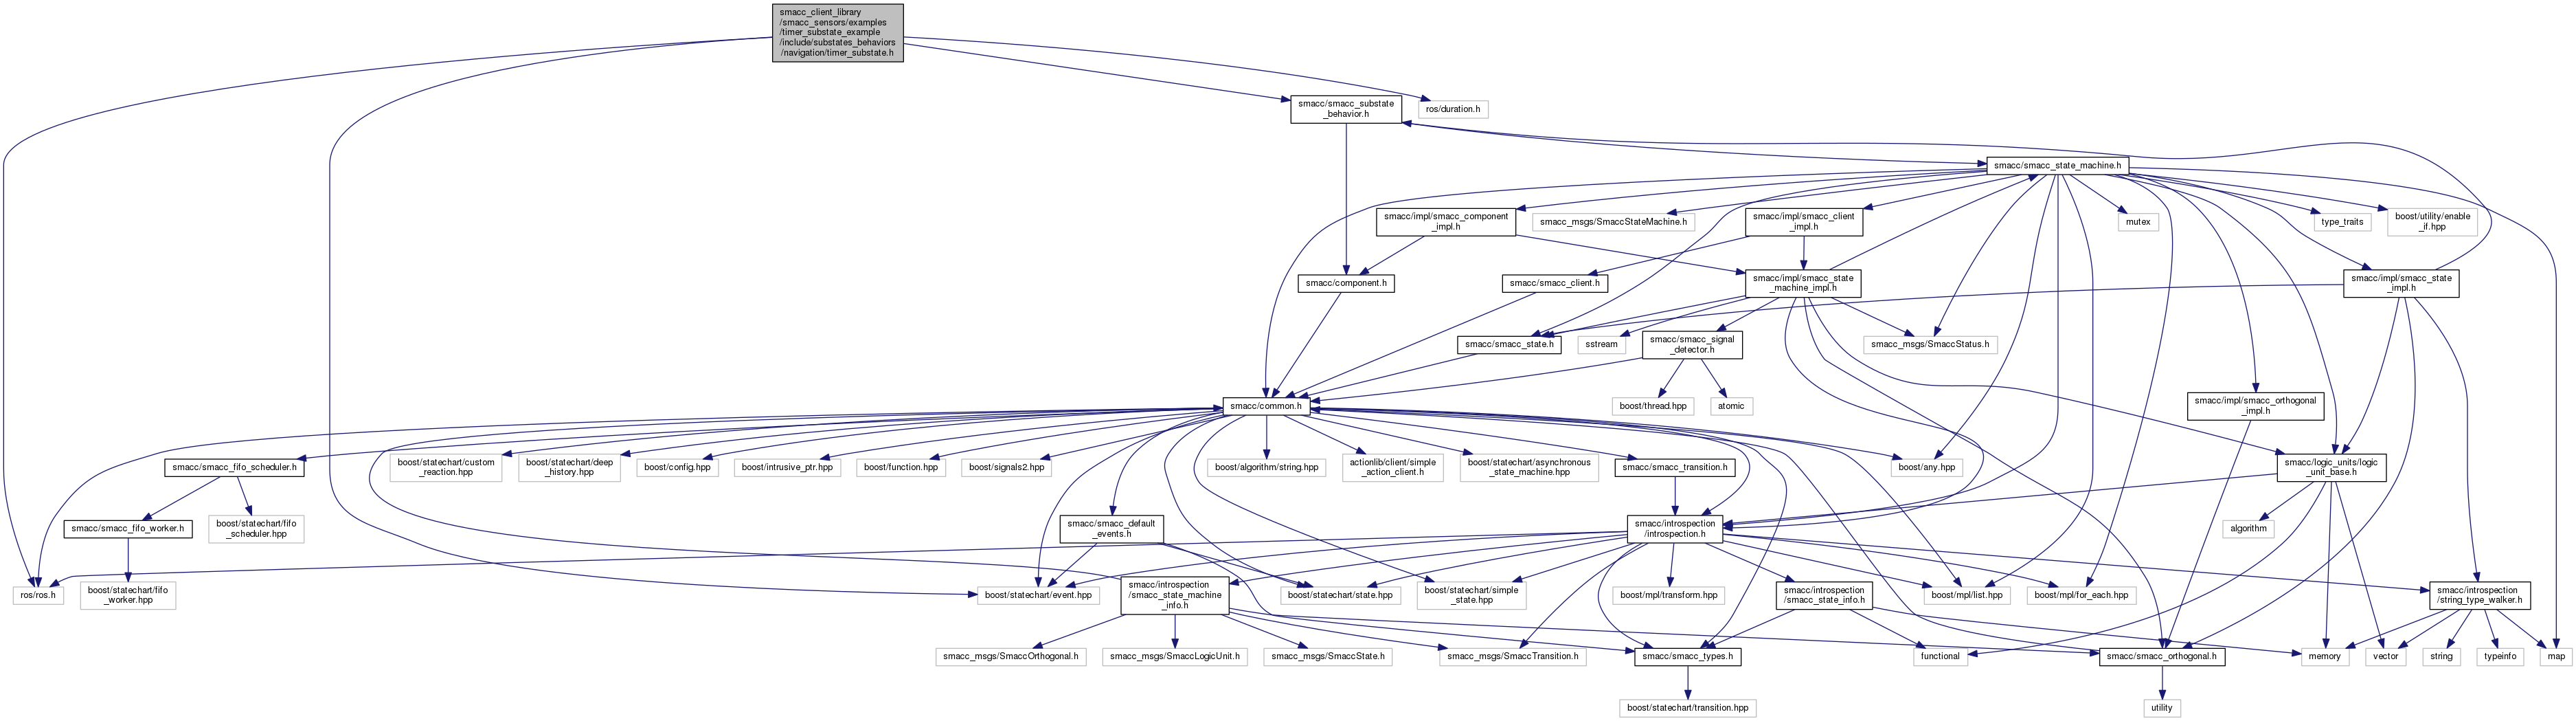 smacc_client_library
/smacc_sensors/examples
/timer_substate_example
/include/substates_behaviors
/navigation/timer_substate.h
smacc/smacc_substate
_behavior.h
ros/duration.h
smacc/smacc_state_machine.h
smacc/impl/smacc_component
_impl.h
smacc_msgs/SmaccStateMachine.h
smacc/impl/smacc_client
_impl.h
mutex
type_traits
boost/utility/enable
_if.hpp
smacc/component.h
smacc/smacc_client.h
smacc/impl/smacc_state
_machine_impl.h
smacc/impl/smacc_state
_impl.h
smacc/smacc_state.h
sstream
smacc/smacc_signal
_detector.h
smacc_msgs/SmaccStatus.h
smacc/common.h
boost/thread.hpp
atomic
smacc/impl/smacc_orthogonal
_impl.h
smacc/smacc_fifo_scheduler.h
boost/statechart/custom
_reaction.hpp
boost/statechart/deep
_history.hpp
boost/config.hpp
boost/intrusive_ptr.hpp
boost/function.hpp
boost/signals2.hpp
boost/algorithm/string.hpp
actionlib/client/simple
_action_client.h
boost/statechart/asynchronous
_state_machine.hpp
smacc/smacc_transition.h
boost/any.hpp
smacc/logic_units/logic
_unit_base.h
smacc/smacc_fifo_worker.h
boost/statechart/fifo
_scheduler.hpp
smacc/smacc_default
_events.h
smacc/introspection
/introspection.h
algorithm
ros/ros.h
boost/statechart/fifo
_worker.hpp
boost/statechart/event.hpp
smacc/introspection
/smacc_state_machine
_info.h
boost/statechart/state.hpp
boost/statechart/simple
_state.hpp
boost/mpl/transform.hpp
smacc/introspection
/smacc_state_info.h
boost/mpl/list.hpp
boost/mpl/for_each.hpp
smacc/introspection
/string_type_walker.h
smacc_msgs/SmaccOrthogonal.h
smacc_msgs/SmaccLogicUnit.h
smacc_msgs/SmaccState.h
smacc_msgs/SmaccTransition.h
smacc/smacc_types.h
functional
smacc/smacc_orthogonal.h
memory
vector
string
typeinfo
map
boost/statechart/transition.hpp
utility